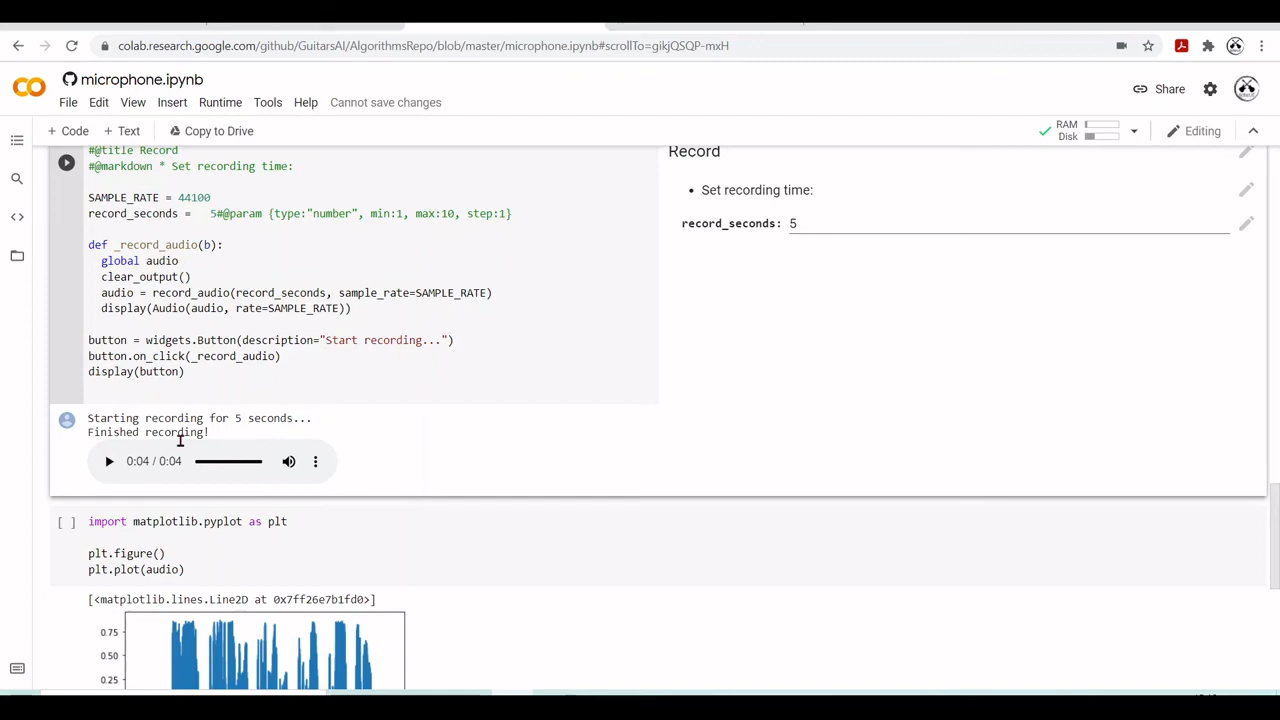 colab.research.google.com/github/GuitarsAI/AlgorithmsRepo/blob/master/microphone.ipynb#scrollTo=gikjQSQP-mxH
microphone.ipynb
File Edit View Insert Runtime Tools Help Cannot save changes
Share
+ Code + Text Copy to Drive
RAM
Disk
Editing
#@title Record
#@markdown * Set recording time:
SAMPLE_RATE = 44100
record_seconds =   5#@param {type:"number", min:1, max:10, step:1}
def _record_audio(b):
  global audio
  clear_output()
  audio = record_audio(record_seconds, sample_rate=SAMPLE_RATE)
  display(Audio(audio, rate=SAMPLE_RATE))
button = widgets.Button(description="Start recording...")
button.on_click(_record_audio)
display(button)
Record
• Set recording time:
record_seconds: 5
Starting recording for 5 seconds...
Finished recording!
0:04 / 0:04
[ ] import matplotlib.pyplot as plt
plt.figure()
plt.plot(audio)
[<matplotlib.lines.Line2D at 0x7ff26e7b1fd0>]
0.75
0.50
0.25